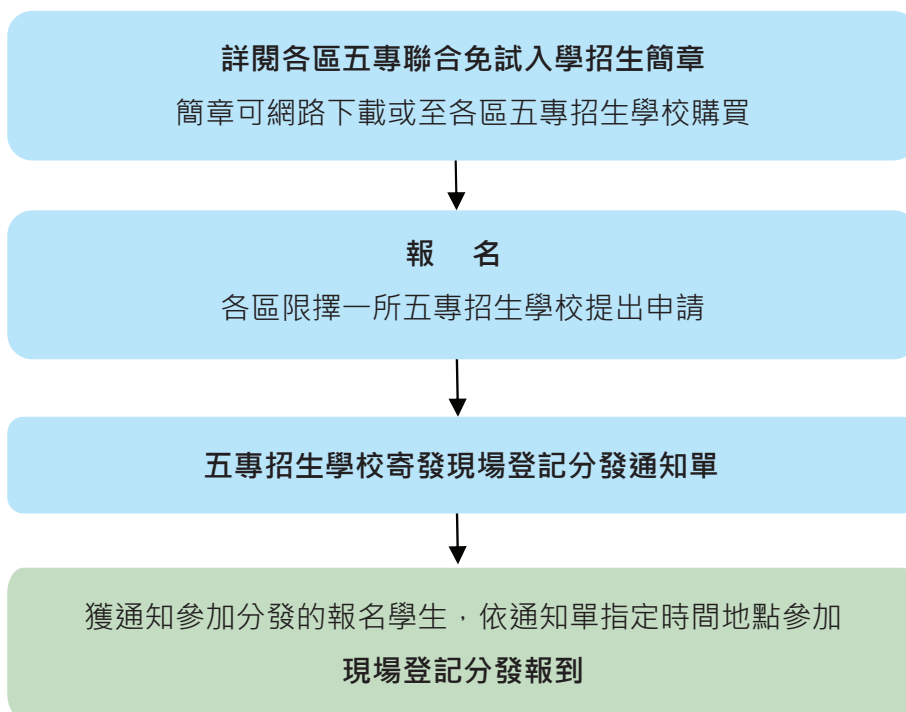 詳閱各區五專聯合免試入學招生簡章
簡章可網路下載或至各區五專招生學校購買
報 名
各區限擇一所五專招生學校提出申請
五專招生學校寄發現場登記分發通知單
獲通知參加分發的報名學生，依通知單指定時間地點參加
現場登記分發報到